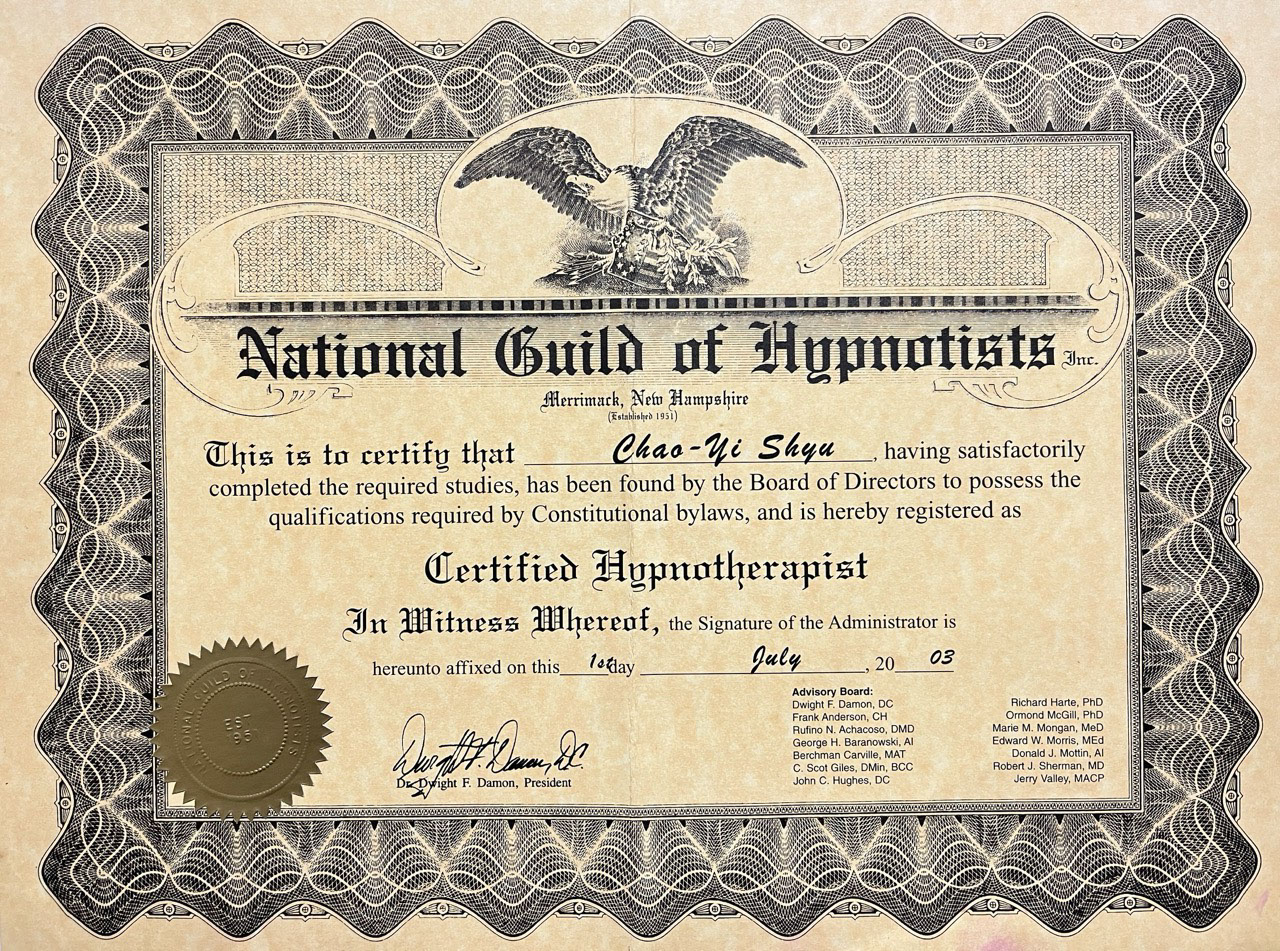 National Guild of Hypnotists Inc.
Merrimack, New Hampshire
(Established 1951)
This is to certify that Chao-Yi Shyu, having satisfactorily
completed the required studies, has been found by the Board of Directors to possess the
qualifications required by Constitutional bylaws, and is hereby registered as
Certified Hypnotherapist
In Witness Whereof, the Signature of the Administrator is
hereunto affixed on this 1st day July, 20 03
Dwight F. Damon, D.C.
Dr. Dwight F. Damon, President
Advisory Board:
Dwight F. Damon, DC
Frank Anderson, CH
Rufino N. Achacoso, DMD
George H. Baranowski, AI
Berchman Carville, MAT
C. Scot Giles, DMin, BCC
John C. Hughes, DC
Richard Harte, PhD
Ormond McGill, PhD
Marie M. Mongan, MeD
Edward W. Morris, MEd
Donald J. Mottin, AI
Robert J. Sherman, MD
Jerry Valley, MACP
GUILD OF
EST